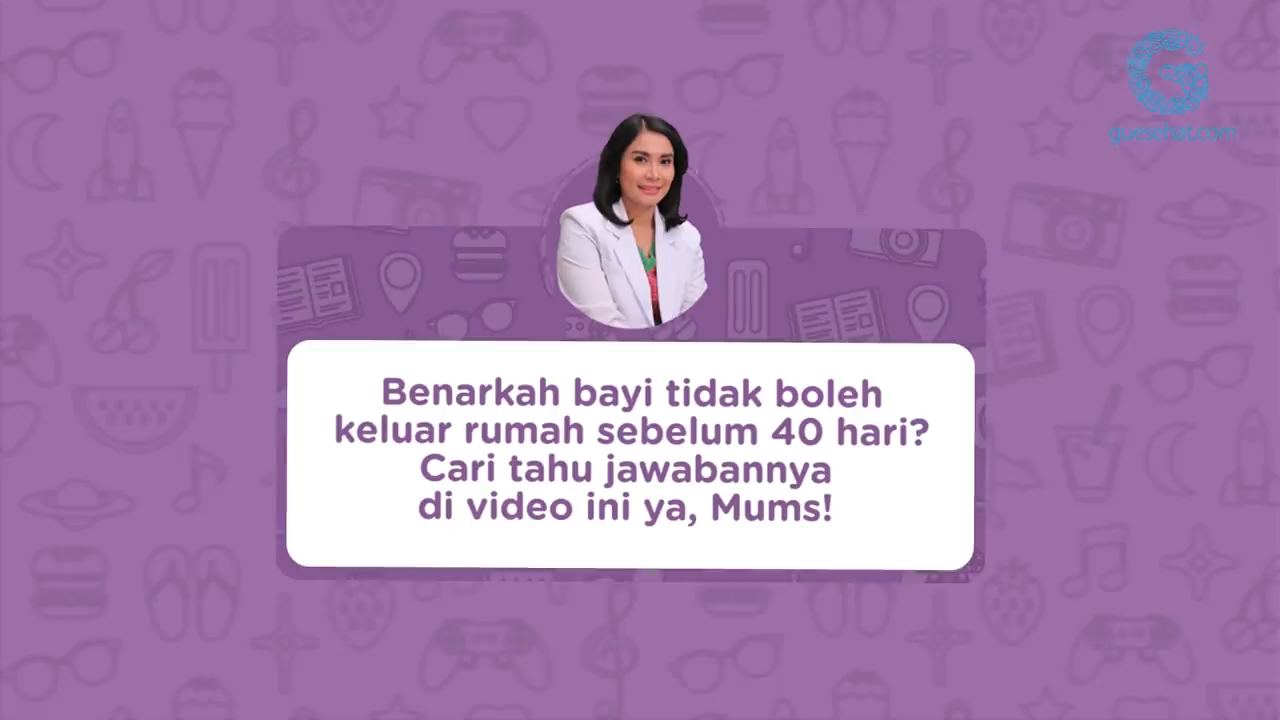 guesehat.com
Benarkah bayi tidak boleh
keluar rumah sebelum 40 hari?
Cari tahu jawabannya
di video ini ya, Mums!